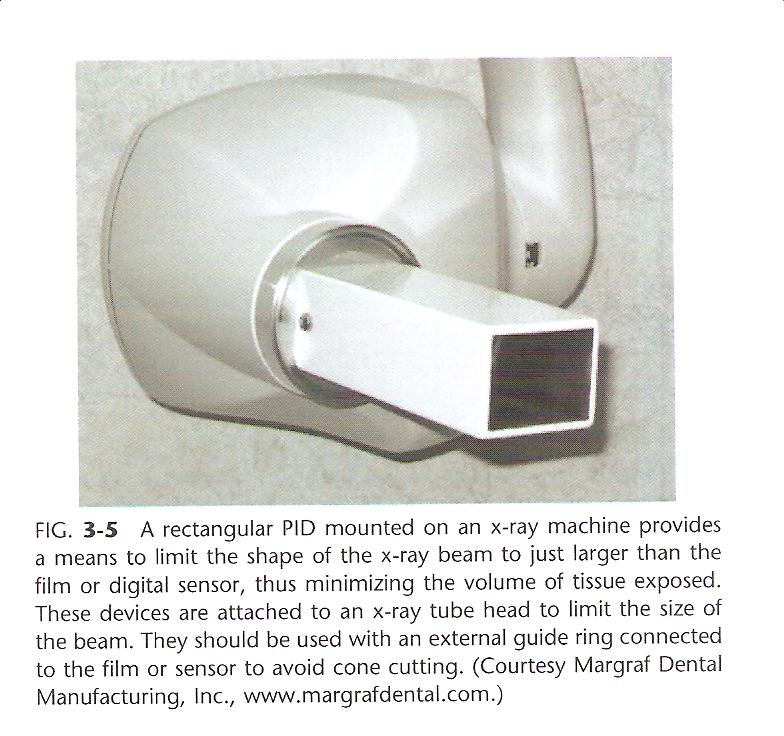 FIG. 3-5 A rectangular PID mounted on an x-ray machine provides
a means to limit the shape of the x-ray beam to just larger than the
film or digital sensor, thus minimizing the volume of tissue exposed.
These devices are attached to an x-ray tube head to limit the size of
the beam. They should be used with an external guide ring connected
to the film or sensor to avoid cone cutting. (Courtesy Margraf Dental
Manufacturing, Inc., www.margrafdental.com.)